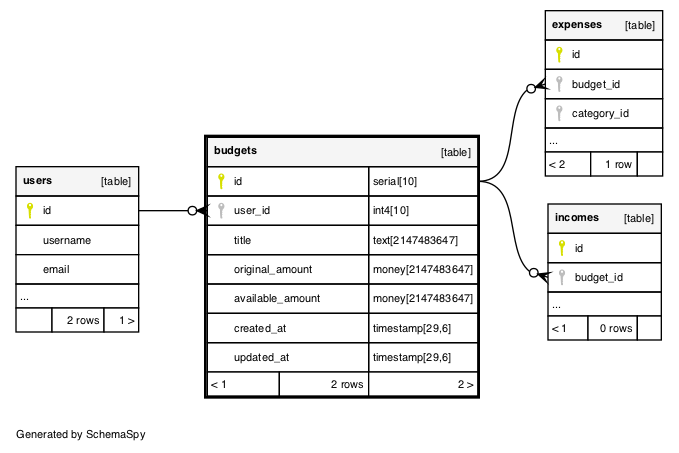 users [table]
id
username
email
...
2 rows 1 >
budgets [table]
id serial[10]
user_id int4[10]
title text[2147483647]
original_amount money[2147483647]
available_amount money[2147483647]
created_at timestamp[29,6]
updated_at timestamp[29,6]
< 1 2 rows 2 >
expenses [table]
id
budget_id
category_id
...
< 2 1 row
incomes [table]
id
budget_id
...
< 1 0 rows
Generated by SchemaSpy